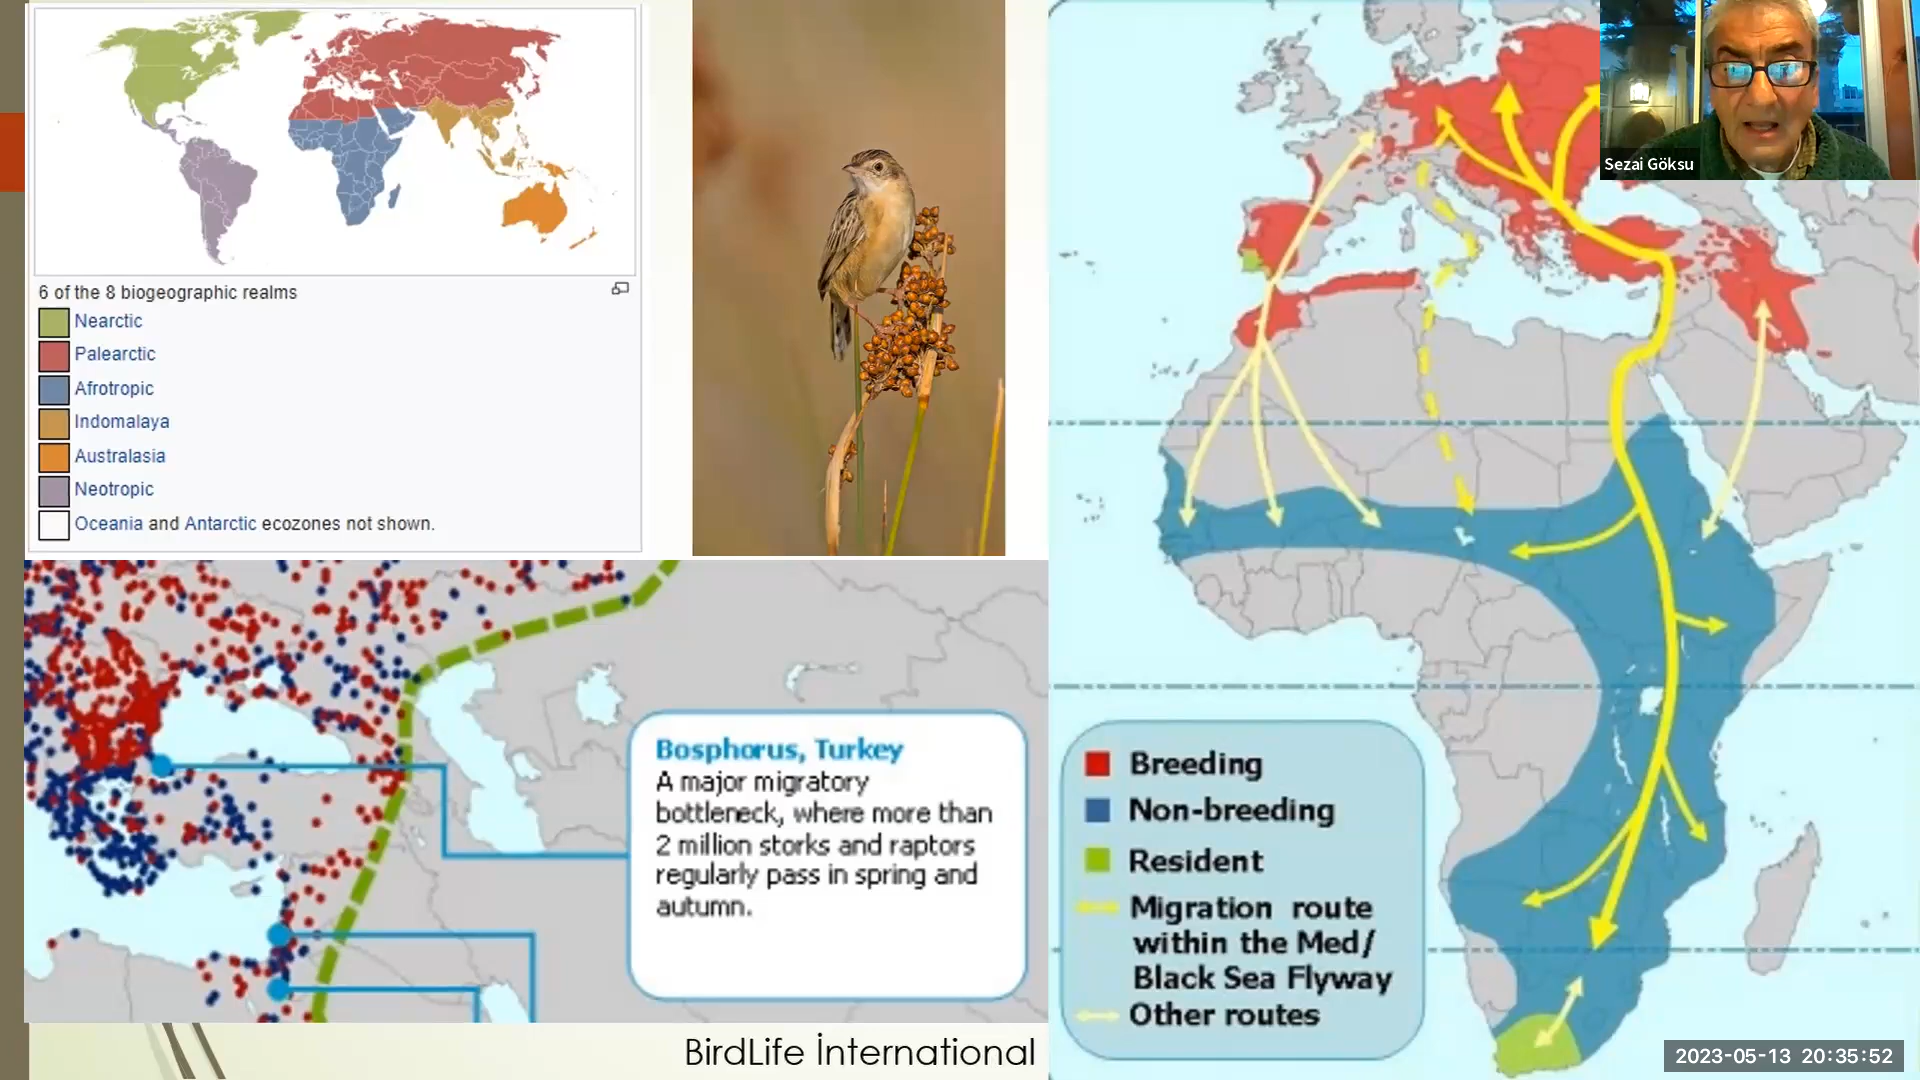 6 of the 8 biogeographic realms
Nearctic
Palearctic
Afrotropic
Indomalaya
Australasia
Neotropic
Oceania and Antarctic ecozones not shown.
Bosphorus, Turkey
A major migratory
bottleneck, where more than
2 million storks and raptors
regularly pass in spring and
autumn.
BirdLife İnternational
Breeding
Non-breeding
Resident
Migration route
within the Med/
Black Sea Flyway
Other routes
Sezai Göksu
2023-05-13 20:35:52